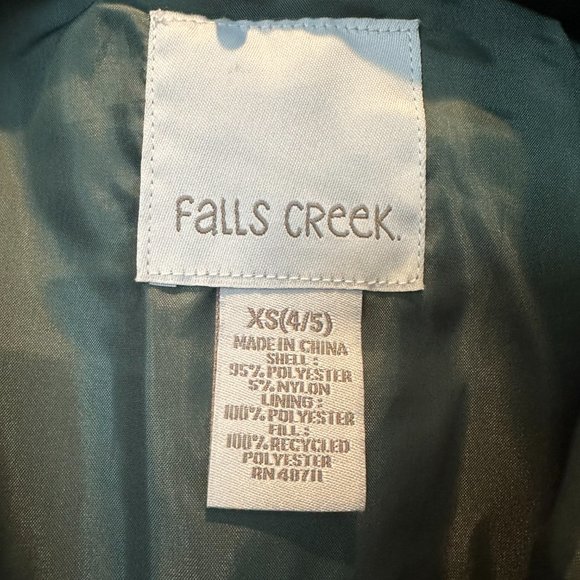 Falls Creek.
XS(4/5)
MADE IN CHINA
SHELL:
95%POLYESTER
5%NYLON
LINING:
100%POLYESTER
FILL:
100%RECYCLED
POLYESTER
RN 48711